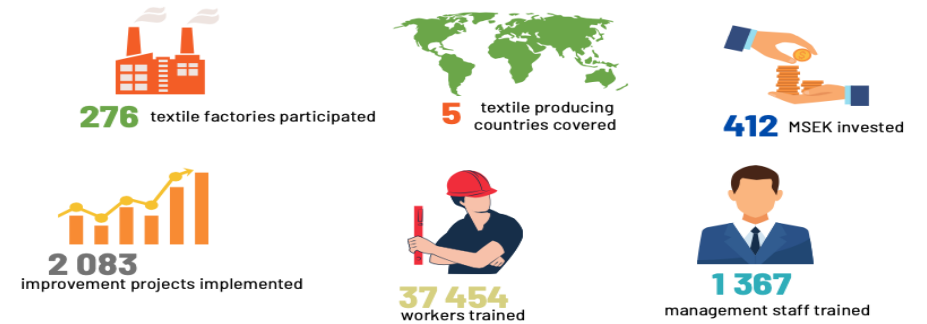 276 textile factories participated
5 textile producing
countries covered
412 MSEK invested
2 083
improvement projects implemented
37 454
workers trained
1 367
management staff trained